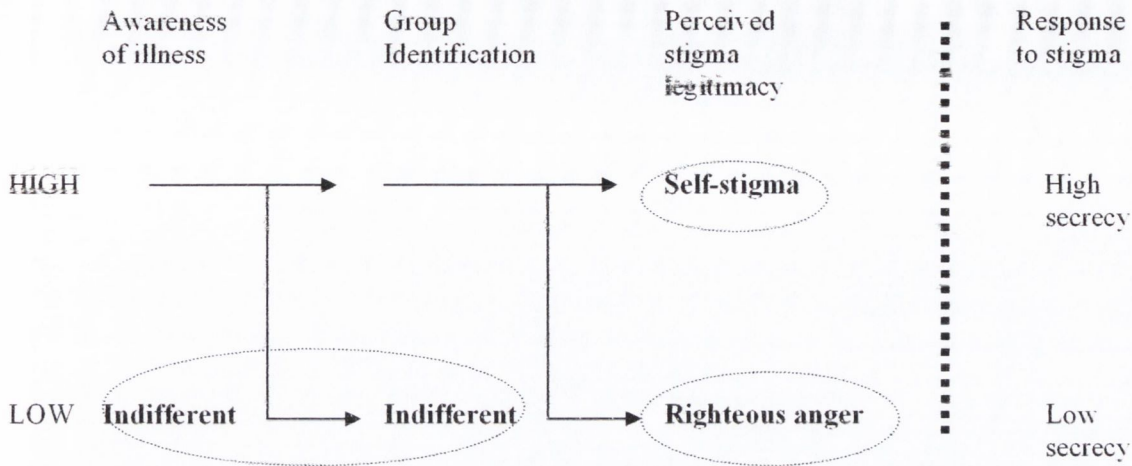 Awareness
of illness
Group
Identification
Perceived
stigma
legitimacy
Response
to stigma
HIGH
Self-stigma
High
secrecy
LOW
Indifferent
Indifferent
Righteous anger
Low
secrecy